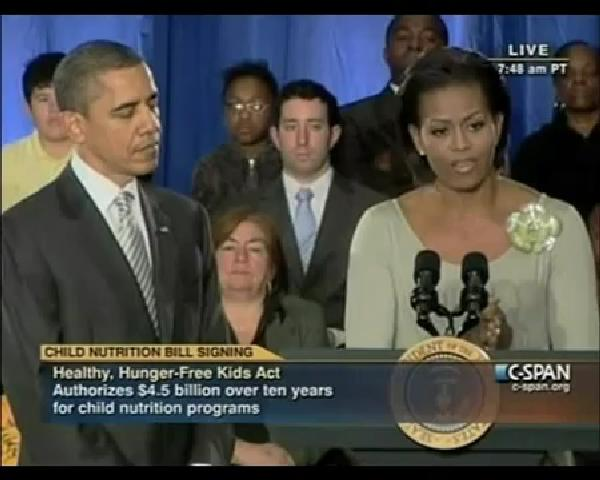 LIVE
7:48 am PT
CHILD NUTRITION BILL SIGNING
Healthy, Hunger-Free Kids Act
Authorizes $4.5 billion over ten years
for child nutrition programs
C-SPAN
c-span.org